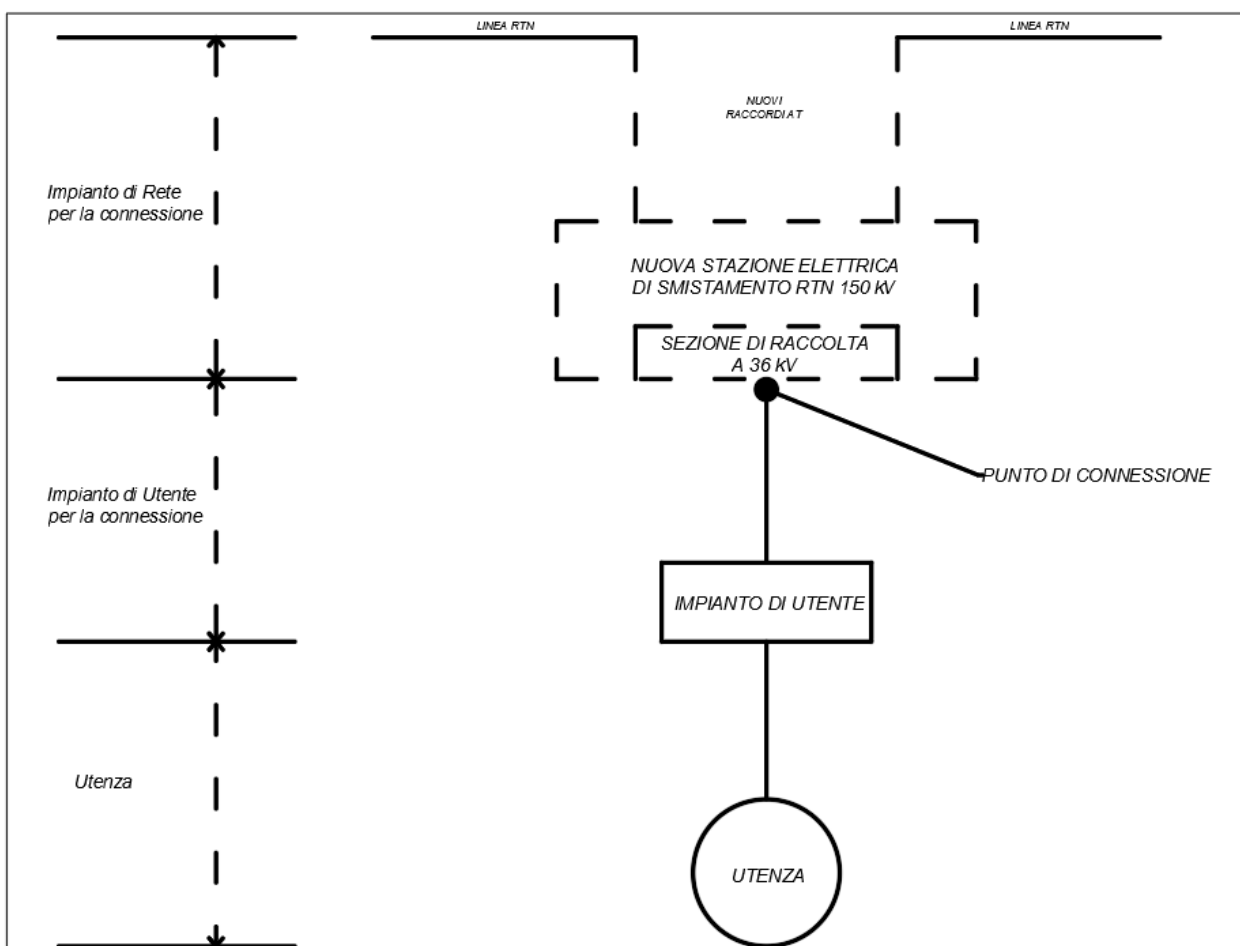 LINEA RTN
LINEA RTN
NUOVI
RACCORDI AT
Impianto di Rete
per la connessione
NUOVA STAZIONE ELETTRICA
DI SMISTAMENTO RTN 150 kV
SEZIONE DI RACCOLTA
A 36 KV
PUNTO DI CONNESSIONE
Impianto di Utente
per la connessione
IMPIANTO DI UTENTE
Utenza
UTENZA